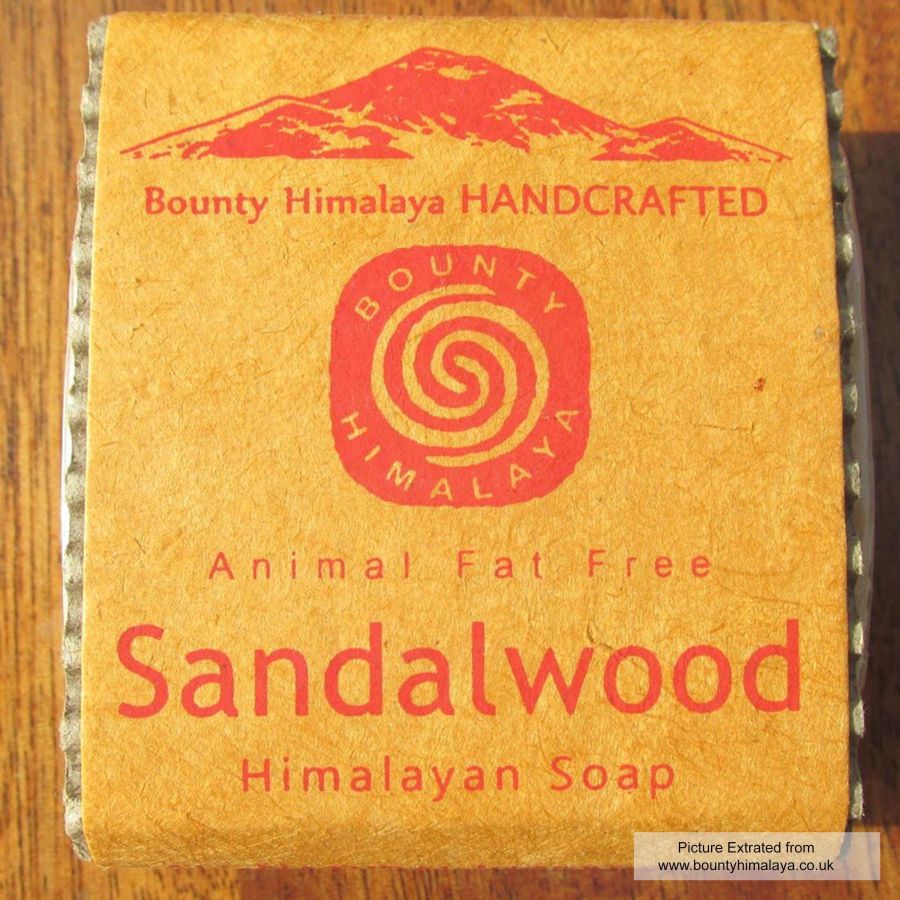 Bounty Himalaya HANDCRAFTED
BOUNTY
HIMALAYA
Animal Fat Free
Sandalwood
Himalayan Soap
Picture Extrated from
www.bountyhimalaya.co.uk